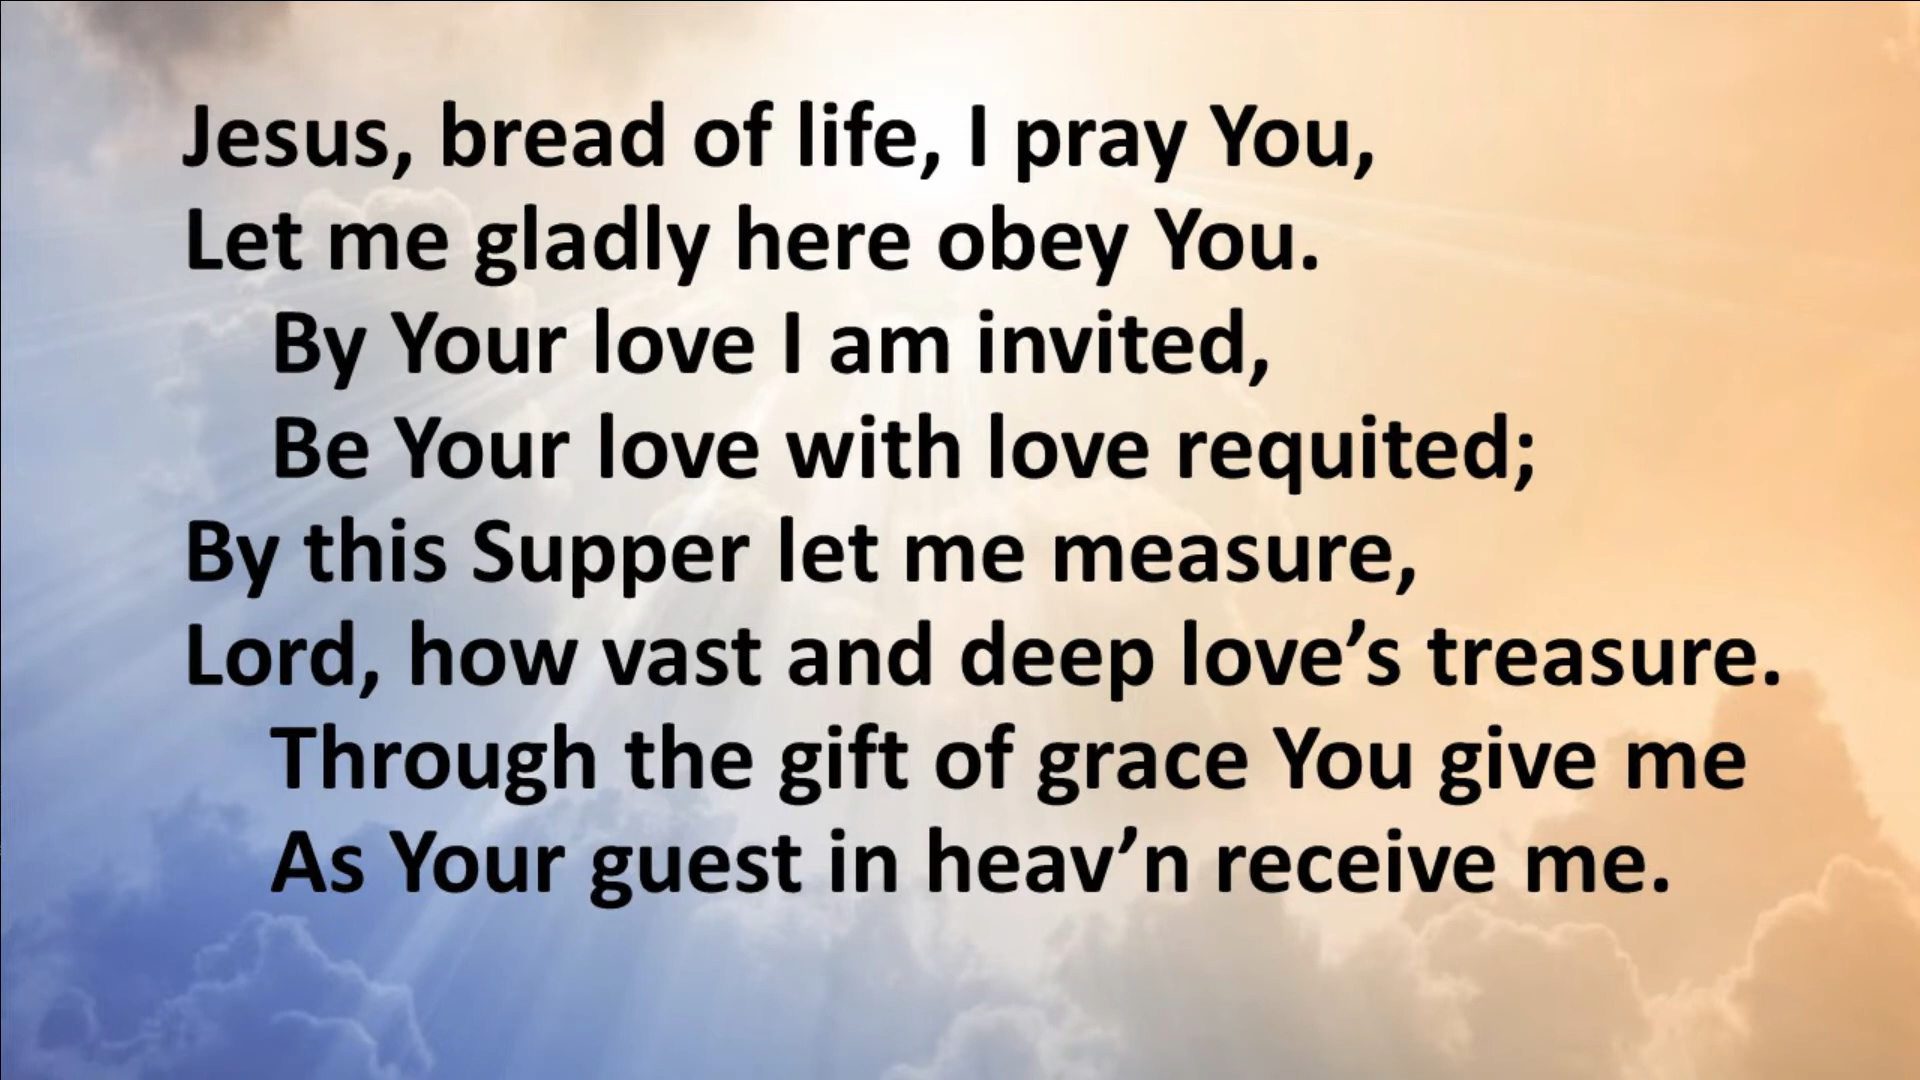 Jesus, bread of life, I pray You,
Let me gladly here obey You.
By Your love I am invited,
Be Your love with love requited;
By this Supper let me measure,
Lord, how vast and deep love’s treasure.
Through the gift of grace You give me
As Your guest in heav’n receive me.